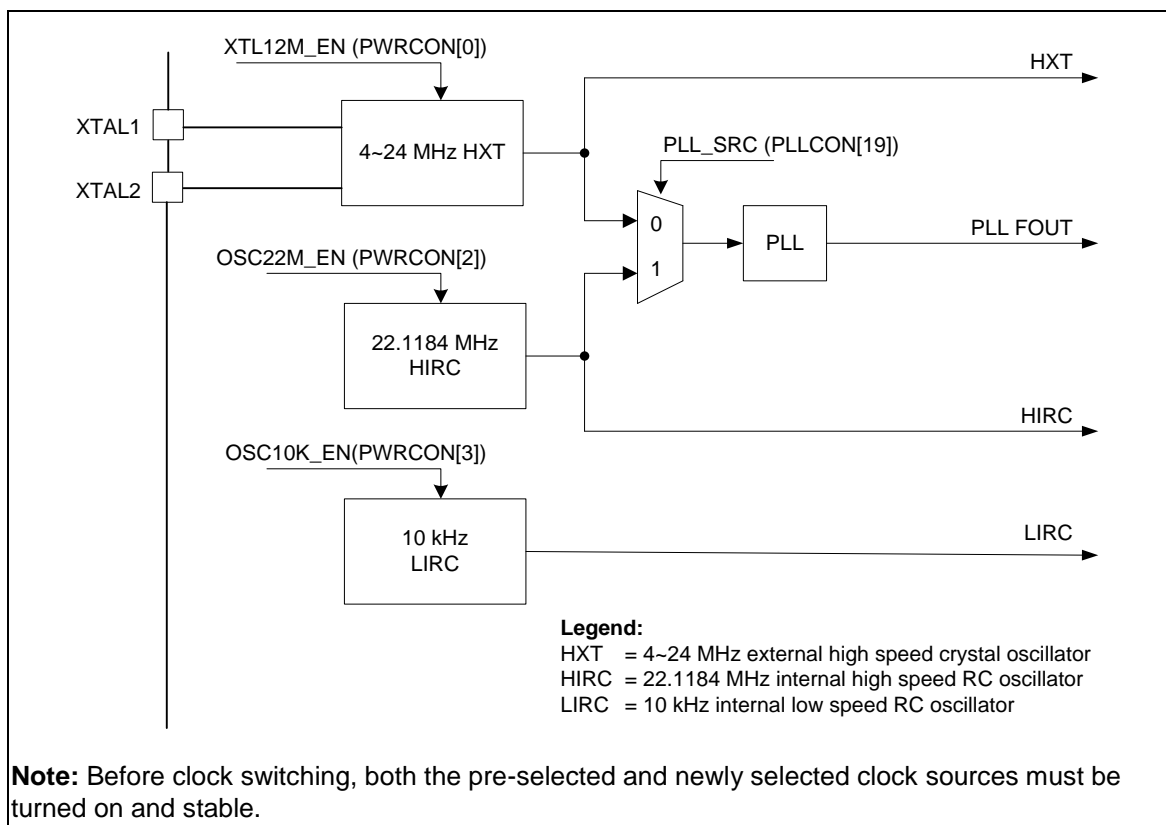 XTL12M_EN (PWRCON[0])
HXT
XTAL1
4~24 MHz HXT
PLL_SRC (PLLCON[19])
XTAL2
0
PLL
PLL FOUT
OSC22M_EN (PWRCON[2])
1
22.1184 MHz
HIRC
HIRC
OSC10K_EN(PWRCON[3])
10 kHz
LIRC
LIRC
Legend:
HXT = 4~24 MHz external high speed crystal oscillator
HIRC = 22.1184 MHz internal high speed RC oscillator
LIRC = 10 kHz internal low speed RC oscillator
Note: Before clock switching, both the pre-selected and newly selected clock sources must be
turned on and stable.